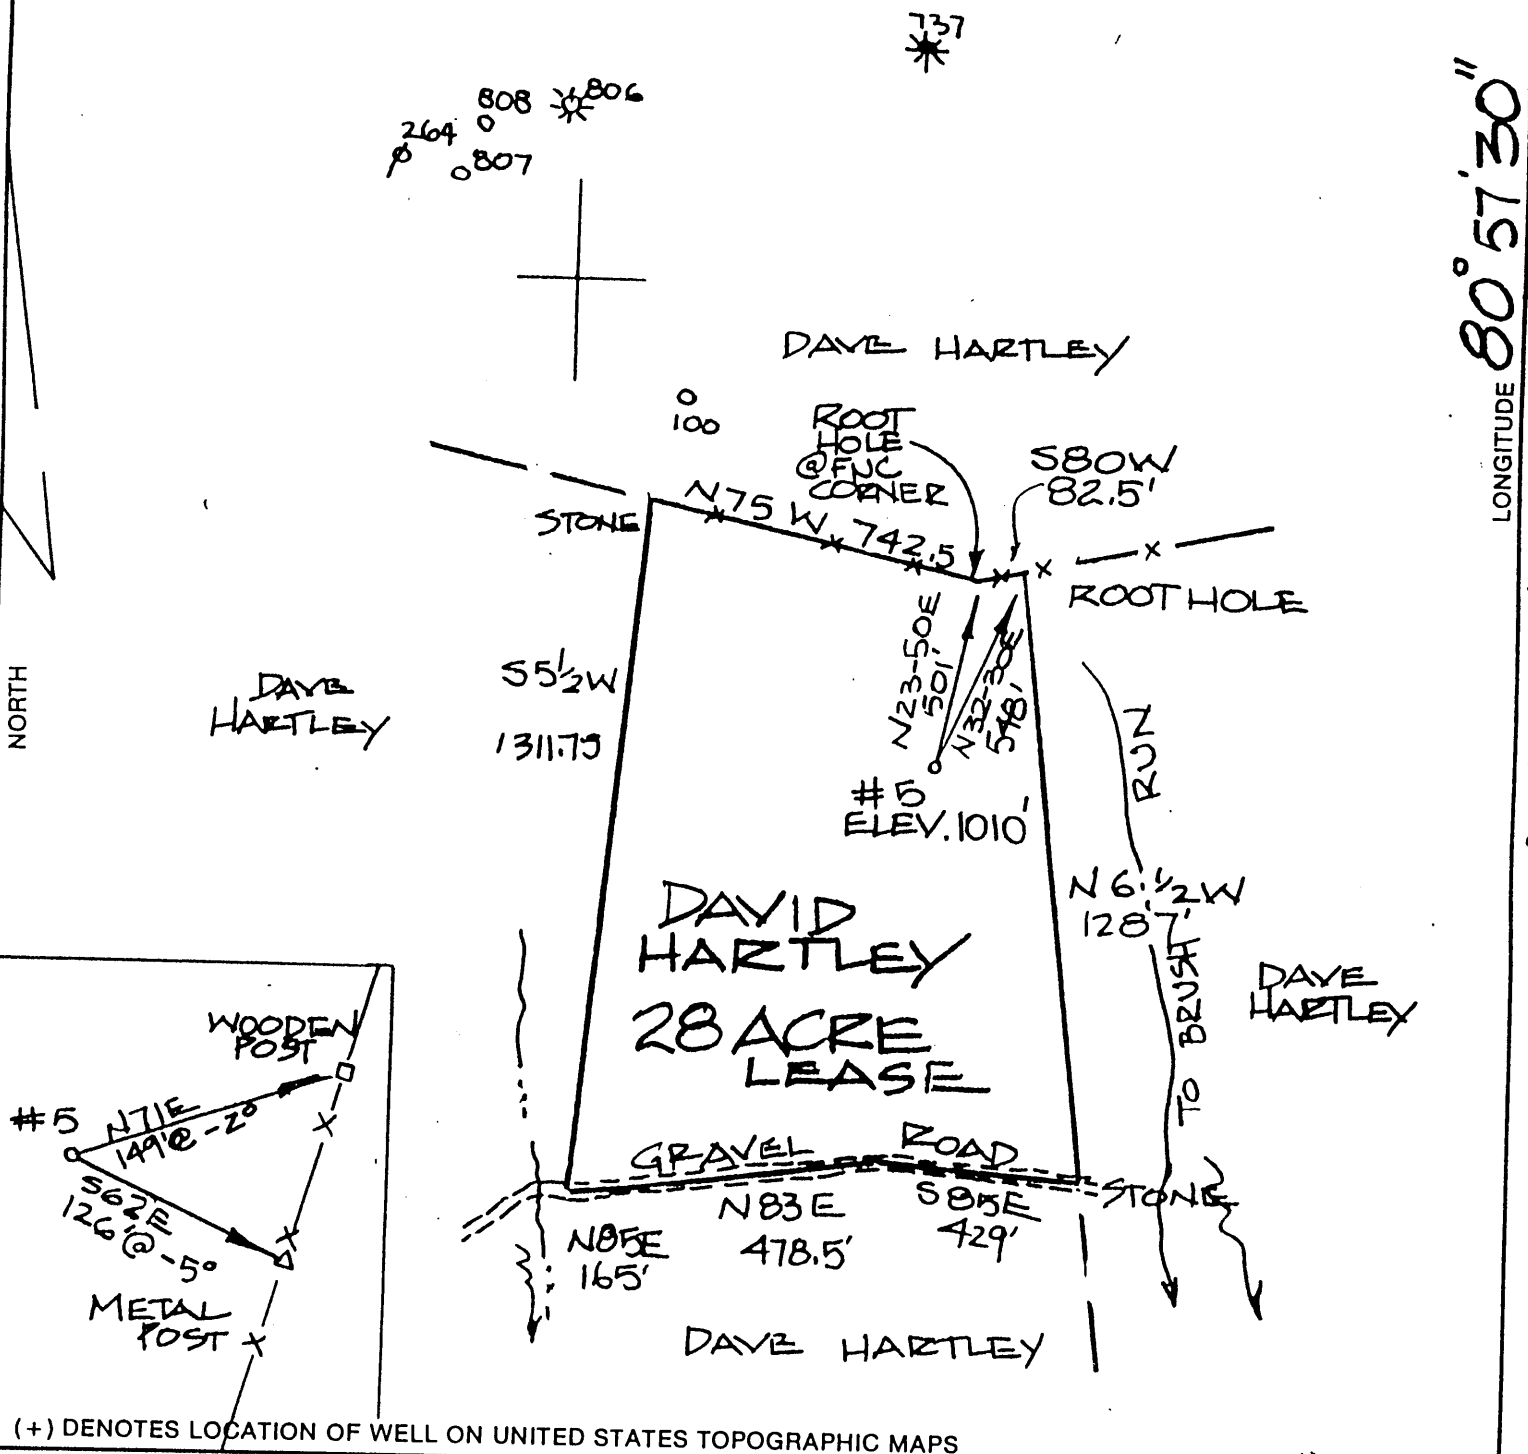 737
808
806
264
807
80° 57' 30"
LONGITUDE
DAVE HARTLEY
100
ROOT
HOLE
@ FNC
CORNER
S80W
82.5'
STONE
N75 W 742.5
ROOT HOLE
N23-50E
501'
N32-30E
548'
S5½W
1311.79
DAVE
HARTLEY
NORTH
#5
ELEV. 1010'
RUN
TO BRUSH
N 6 ½ W
1287'
DAVID
HARTLEY
28 ACRE
LEASE
DAVE
HARTLEY
WOODEN
POST
#5
N71E
149'@-2°
S62E
126'@-5°
METAL
POST
GRAVEL ROAD
STONE
N85E
165'
N83E
478.5'
S85E
429'
DAVE HARTLEY
(+) DENOTES LOCATION OF WELL ON UNITED STATES TOPOGRAPHIC MAPS